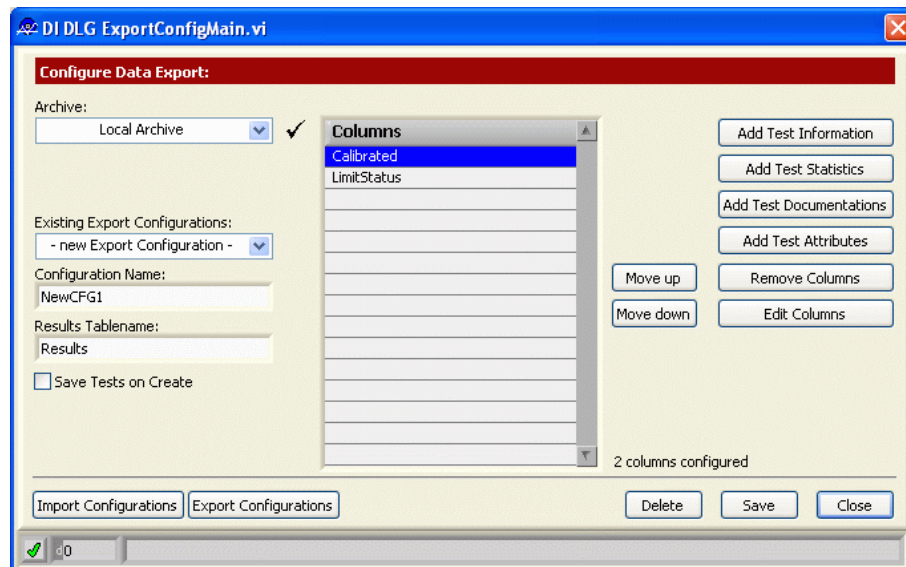 DI DLG ExportConfigMain.vi
Configure Data Export:
Archive:
Local Archive
Existing Export Configurations:
- new Export Configuration -
Configuration Name:
NewCFG1
Results Tablename:
Results
Save Tests on Create
Columns
Calibrated
LimitStatus
Move up
Move down
Add Test Information
Add Test Statistics
Add Test Documentations
Add Test Attributes
Remove Columns
Edit Columns
2 columns configured
Import Configurations
Export Configurations
Delete
Save
Close
d0